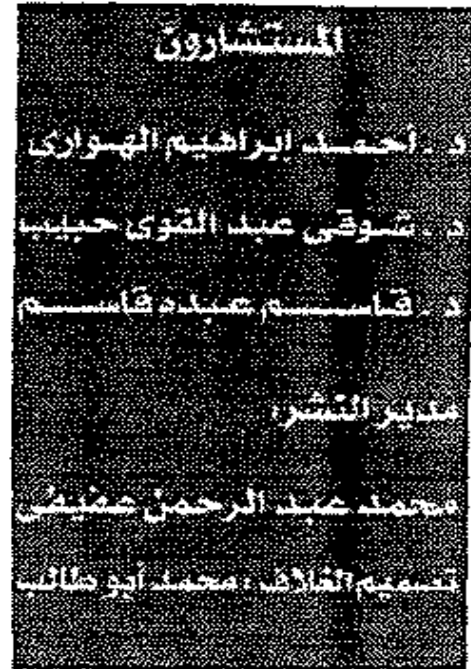 المستشارون
د . أحمد إبراهيم الهوارى
د . شوقى عبد القوى حبيب
د . قاسم عبده قاسم
مدير النشر:
محمد عبد الرحمن عفيفى
تصميم الغلاف : محمد أبو طالب